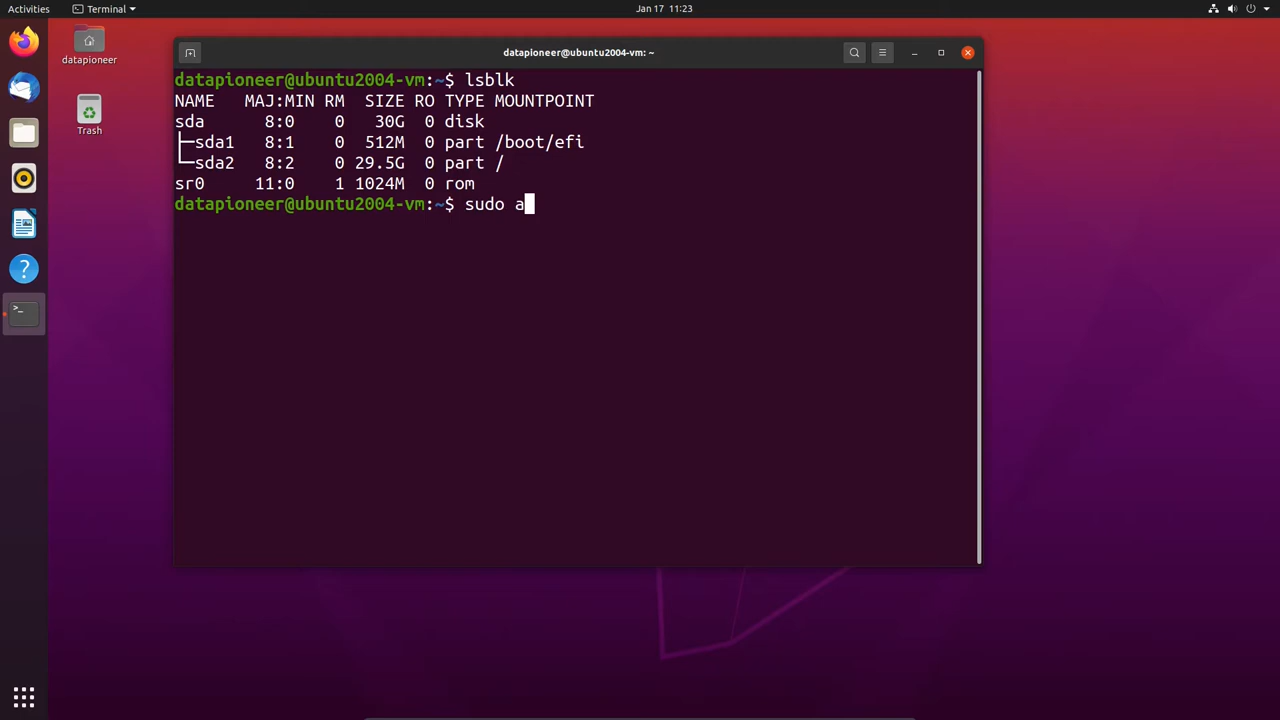 Activities
Terminal
Jan 17 11:23
datapioneer
Trash
datapioneer@ubuntu2004-vm: ~
datapioneer@ubuntu2004-vm:~$ lsblk
NAME   MAJ:MIN RM  SIZE RO TYPE MOUNTPOINT
sda      8:0    0   30G  0 disk
├─sda1   8:1    0  512M  0 part /boot/efi
└─sda2   8:2    0 29.5G  0 part /
sr0     11:0    1 1024M  0 rom
datapioneer@ubuntu2004-vm:~$ sudo a